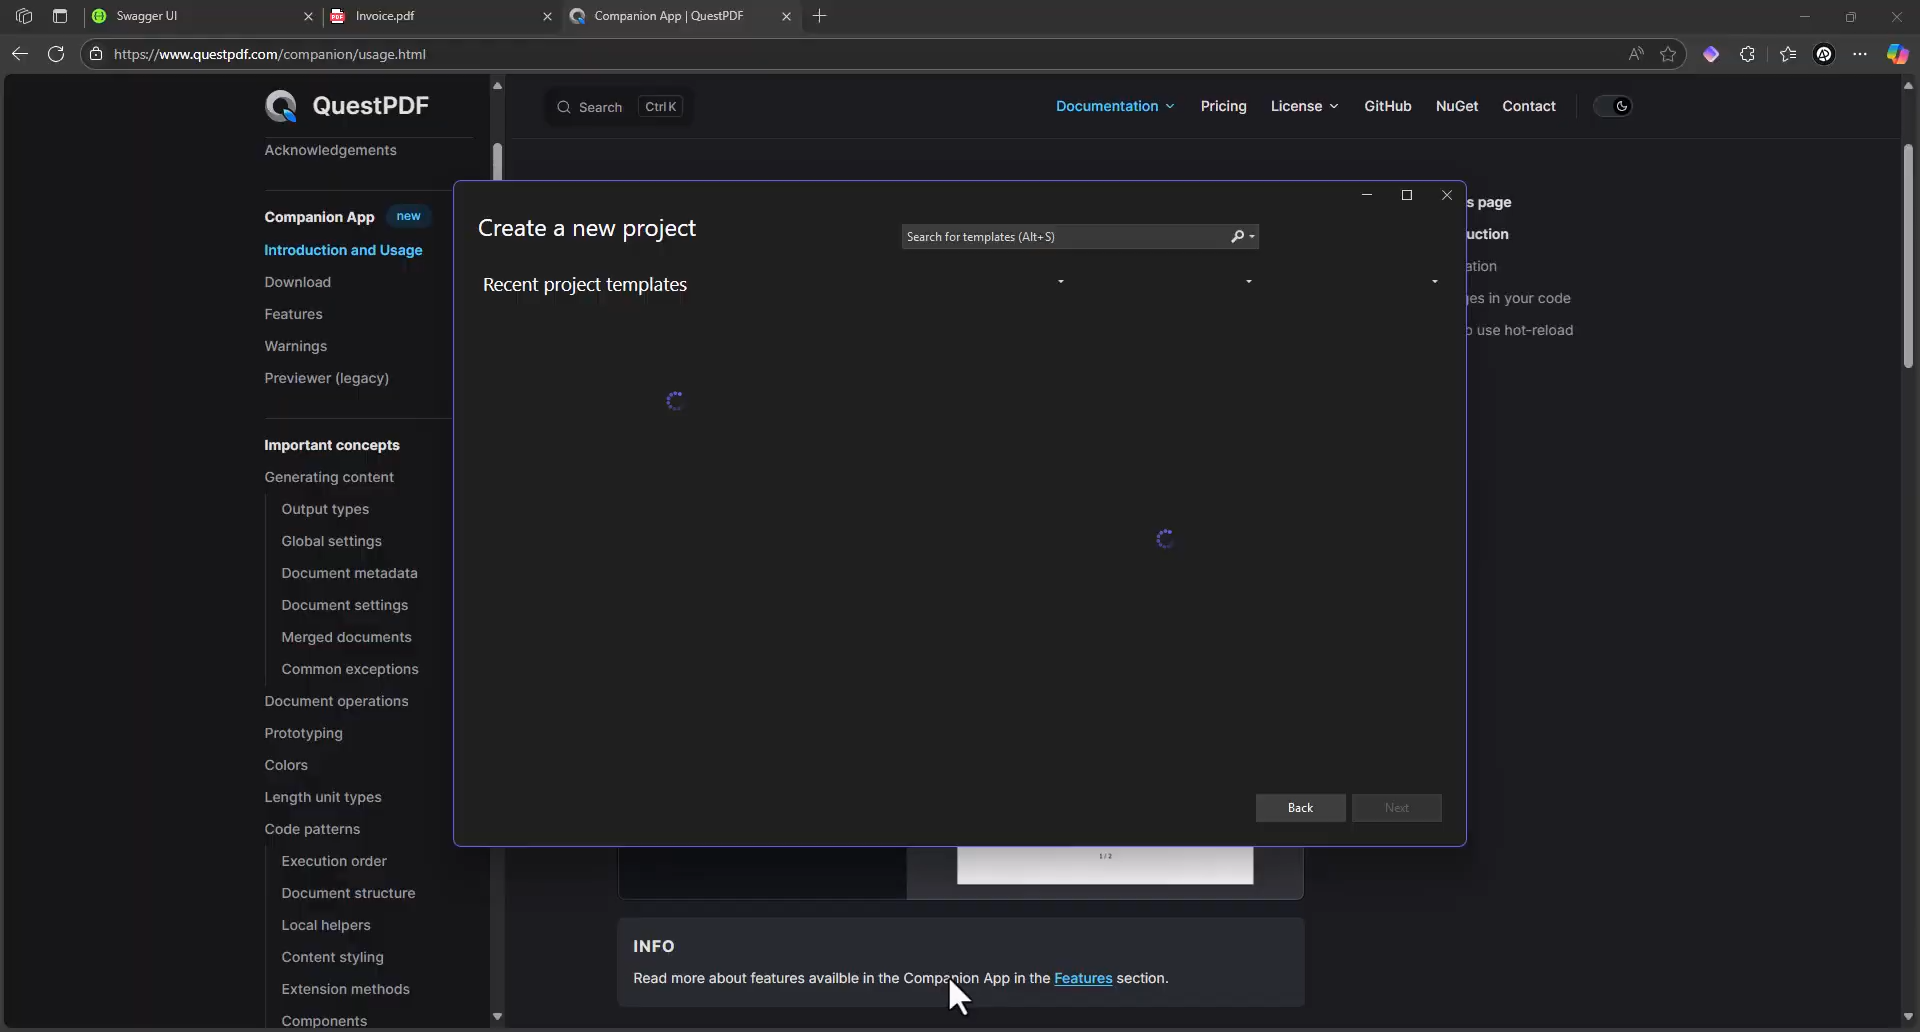 Swagger UI
Invoice.pdf
Companion App | QuestPDF
https://www.questpdf.com/companion/usage.html
QuestPDF
Search
Ctrl K
Documentation
Pricing
License
GitHub
NuGet
Contact
Acknowledgements
Companion App
new
Introduction and Usage
Download
Features
Warnings
Previewer (legacy)
Important concepts
Generating content
Output types
Global settings
Document metadata
Document settings
Merged documents
Common exceptions
Document operations
Prototyping
Colors
Length unit types
Code patterns
Execution order
Document structure
Local helpers
Content styling
Extension methods
Components
Create a new project
Search for templates (Alt+S)
Recent project templates
Back
Next
s page
uction
ation
es in your code
o use hot-reload
1 / 2
INFO
Read more about features availble in the Companion App in the Features section.